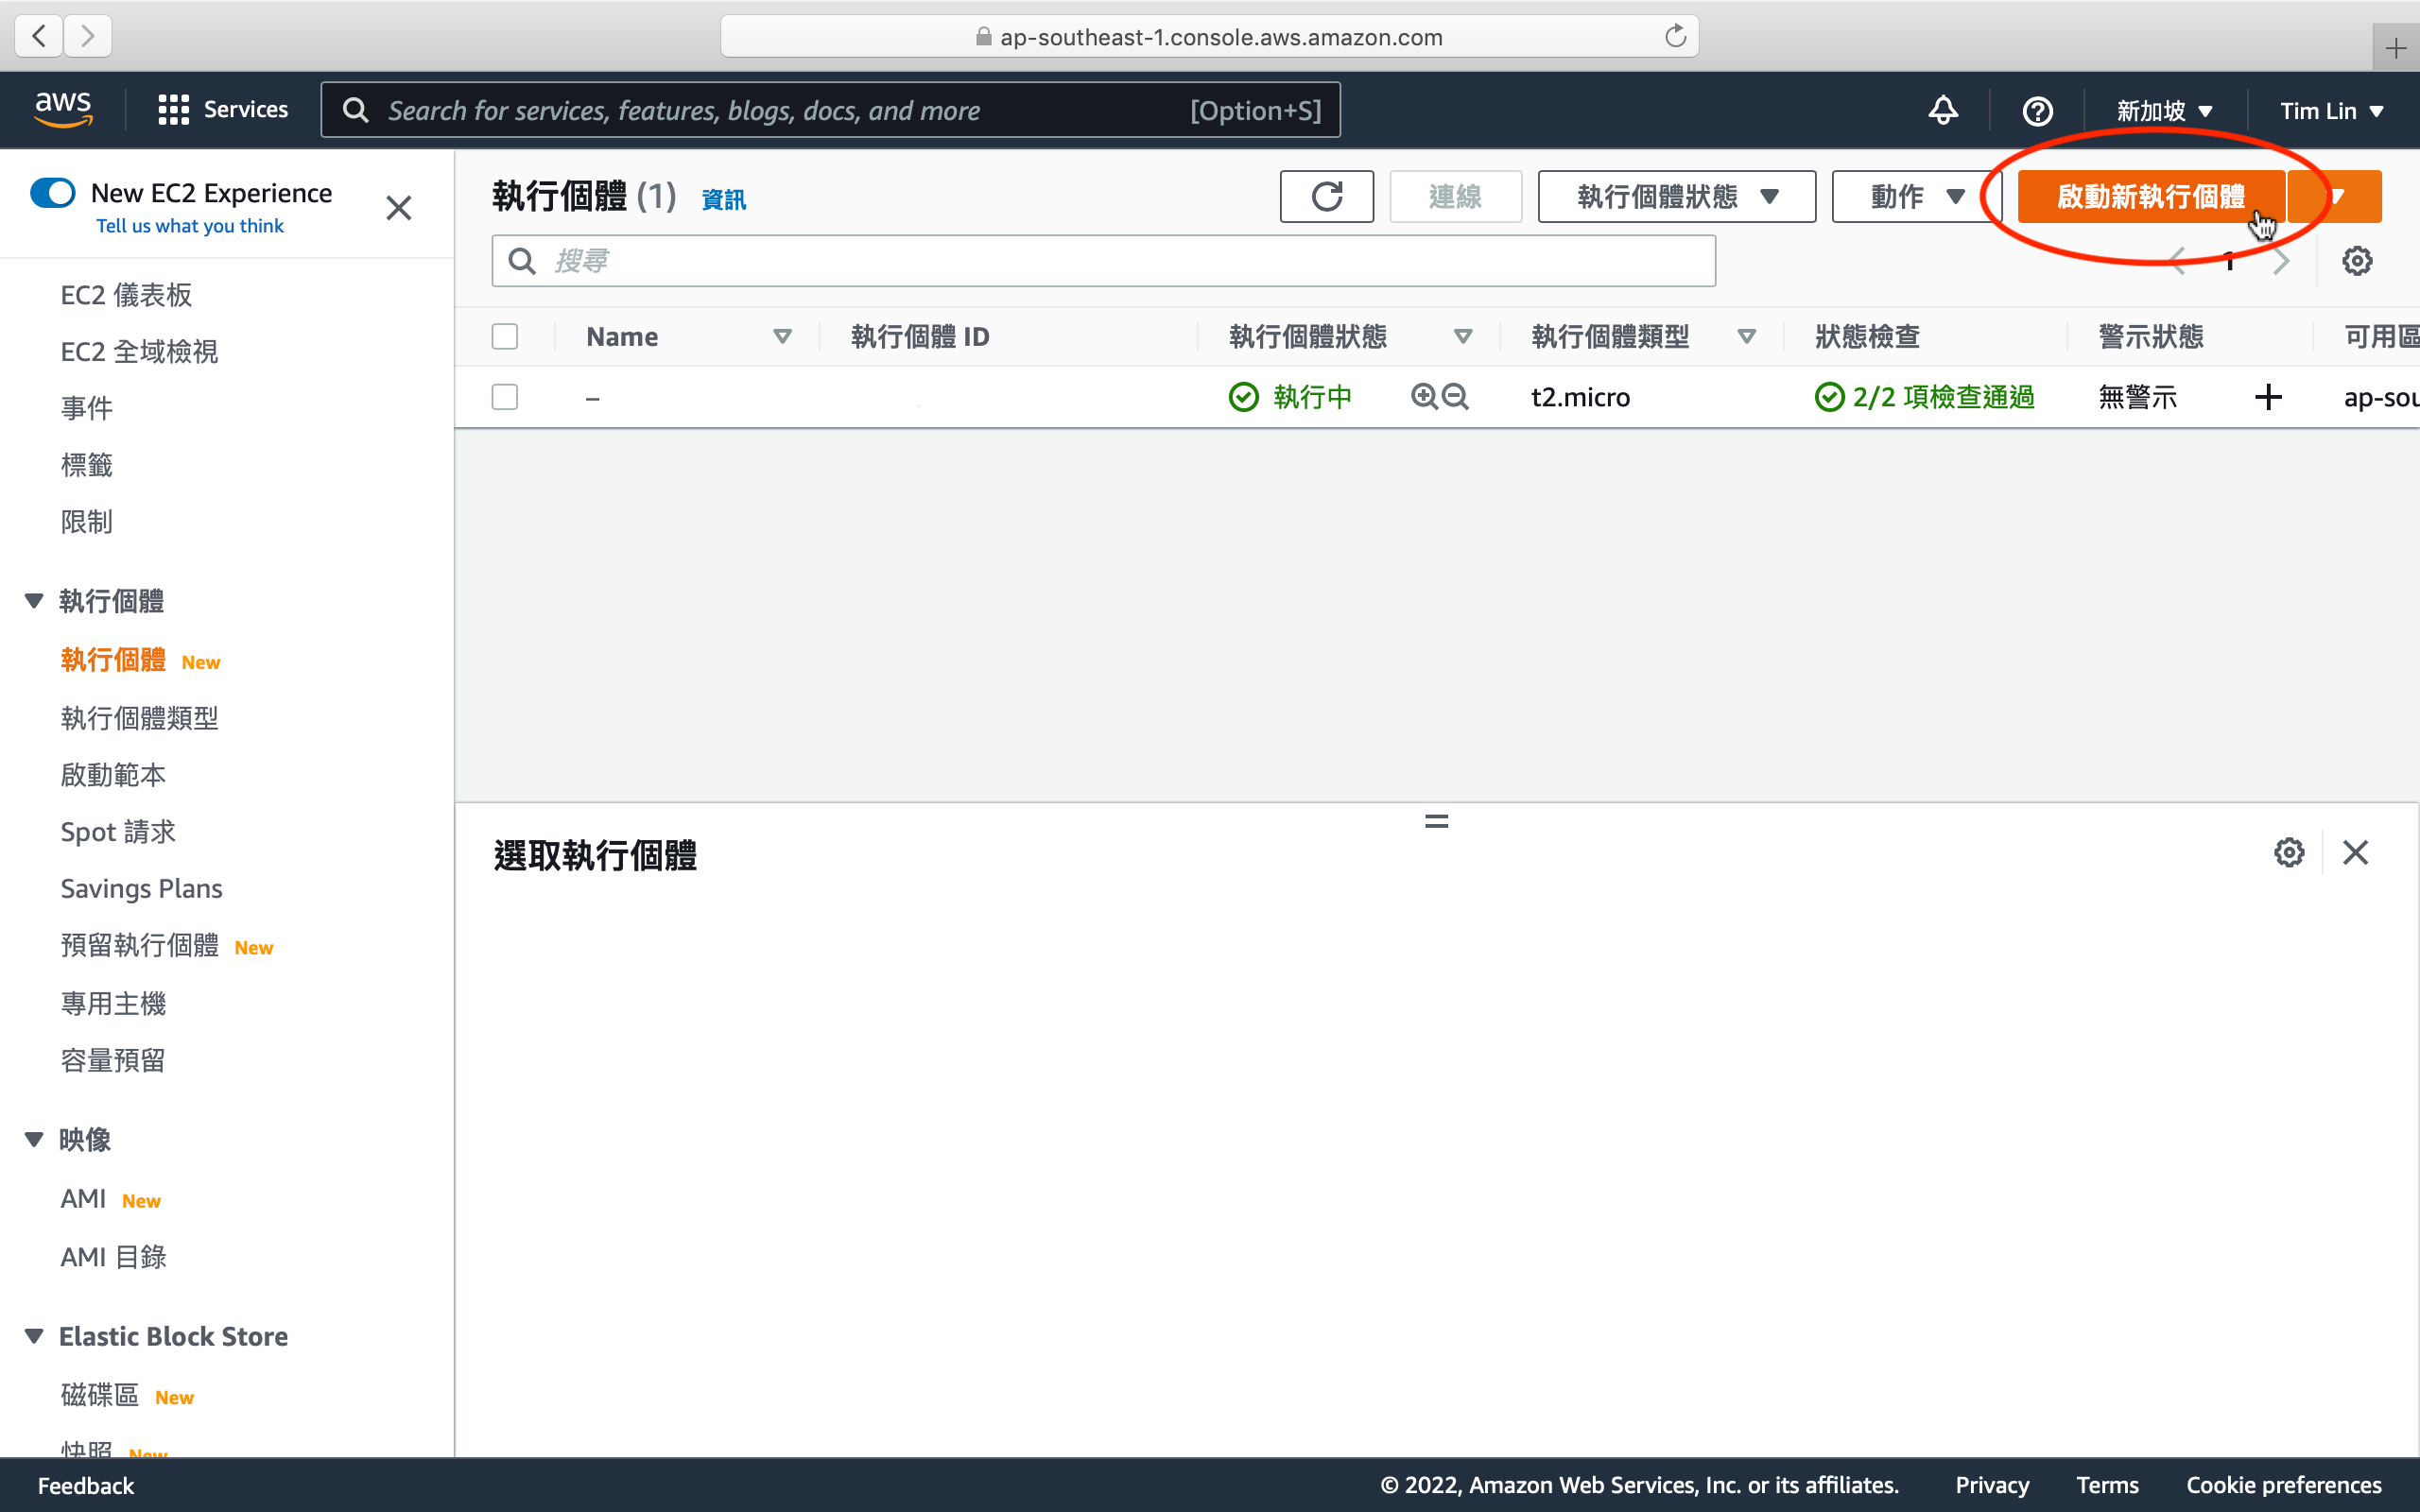 ap-southeast-1.console.aws.amazon.com
aws
Services
Search for services, features, blogs, docs, and more
[Option+S]
新加坡
Tim Lin
New EC2 Experience
Tell us what you think
EC2 儀表板
EC2 全域檢視
事件
標籤
限制
執行個體
執行個體 New
執行個體類型
啟動範本
Spot 請求
Savings Plans
預留執行個體 New
專用主機
容量預留
映像
AMI New
AMI 目錄
Elastic Block Store
磁碟區 New
快照 New
執行個體 (1) 資訊
連線
執行個體狀態
動作
啟動新執行個體
搜尋
1
Name 執行個體 ID 執行個體狀態 執行個體類型 狀態檢查 警示狀態 可用區
– 執行中 t2.micro 2/2 項檢查通過 無警示 ap-sou
選取執行個體
Feedback
© 2022, Amazon Web Services, Inc. or its affiliates. Privacy Terms Cookie preferences